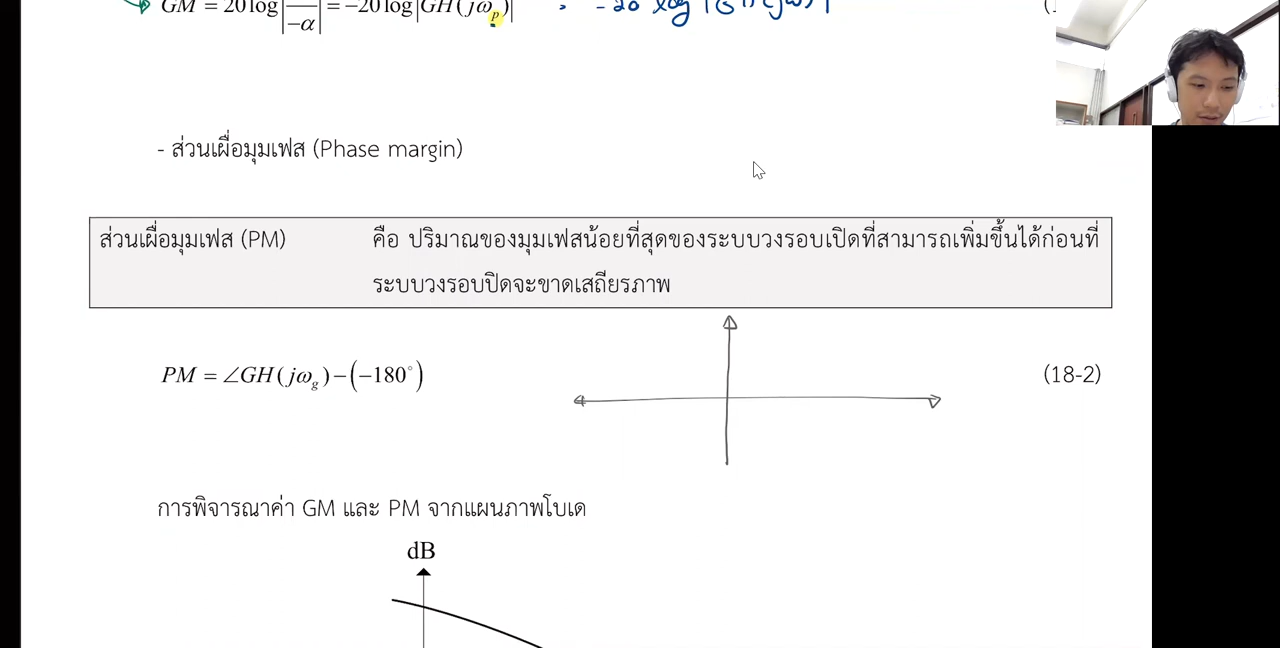 GM = 20 log |—/-α| = -20 log |GH(jωp)|
- ส่วนเผื่อมุมเฟส (Phase margin)
ส่วนเผื่อมุมเฟส (PM) คือ ปริมาณของมุมเฟสน้อยที่สุดของระบบวงรอบเปิดที่สามารถเพิ่มขึ้นได้ก่อนที่
ระบบวงรอบปิดจะขาดเสถียรภาพ
PM = ∠GH(jωg) − (−180°) (18-2)
การพิจารณาค่า GM และ PM จากแผนภาพโบเด
dB